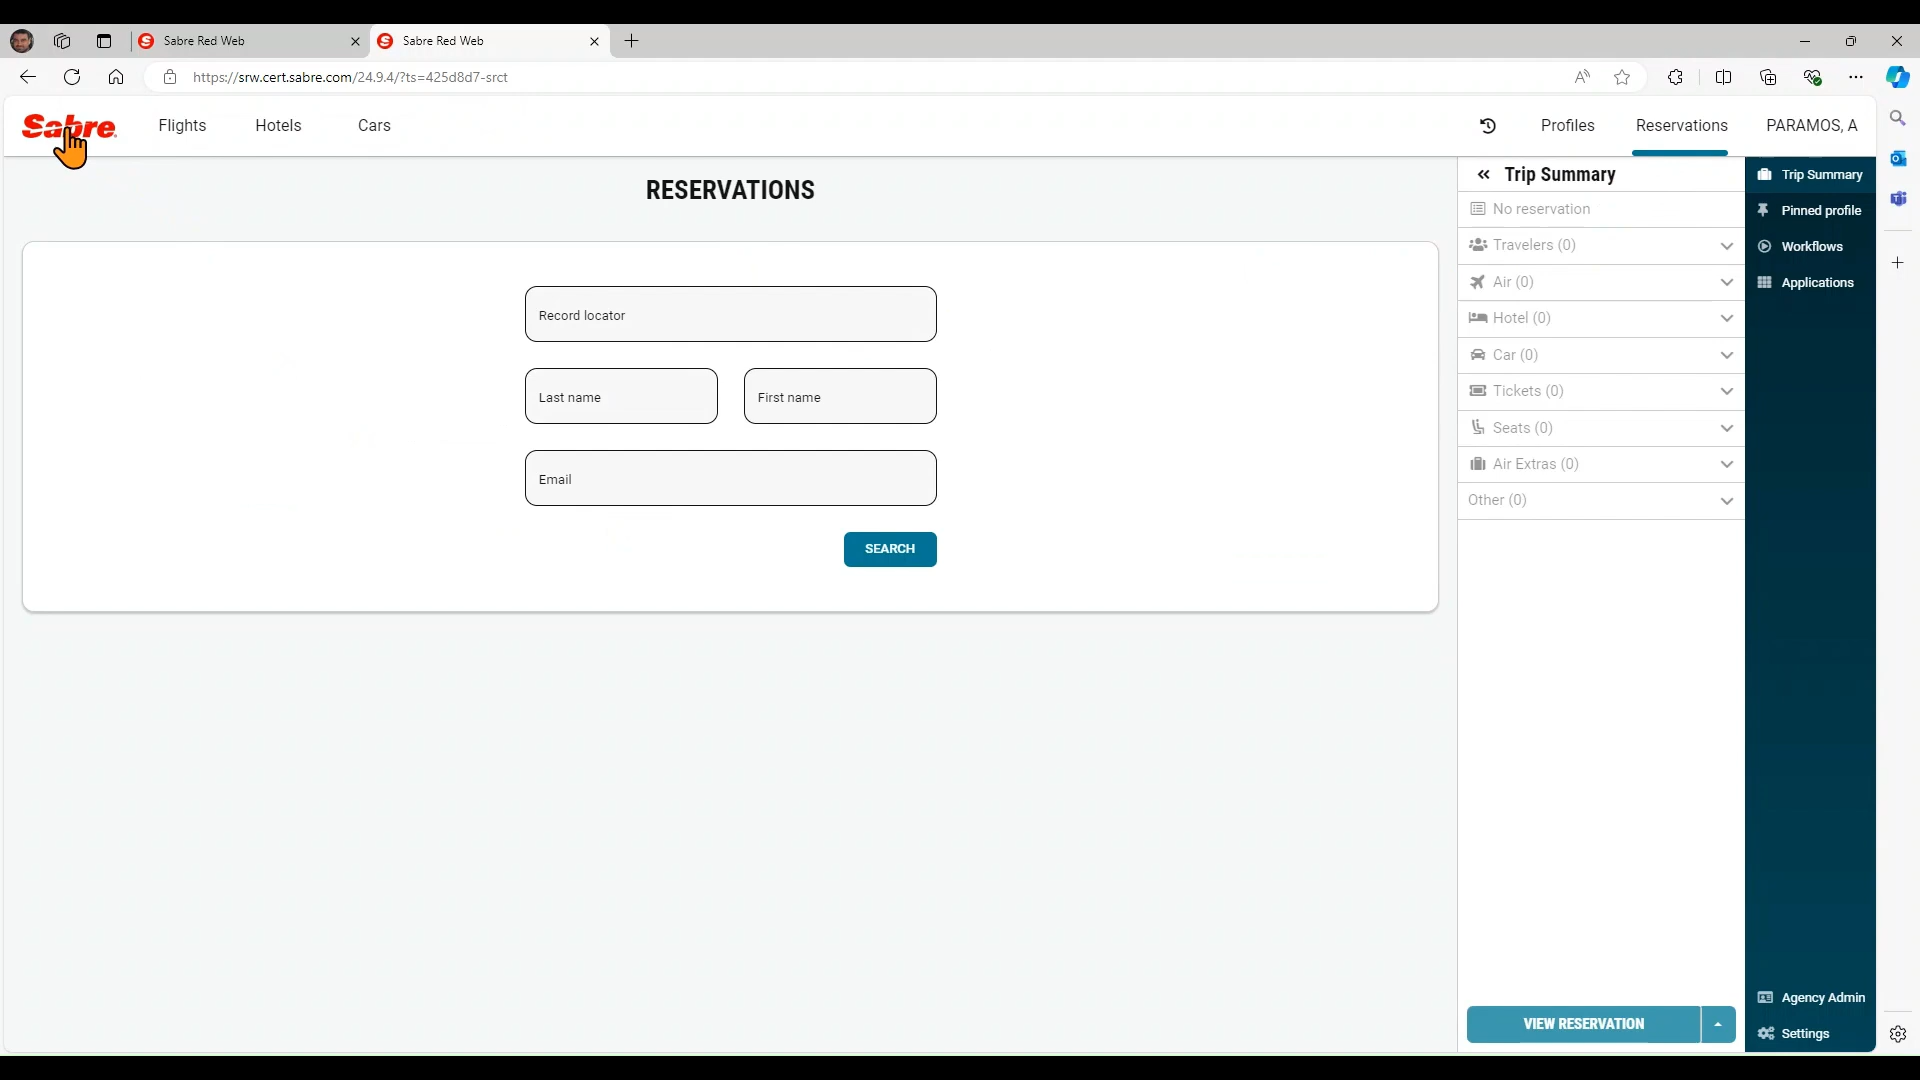 Sabre Red Web
Sabre Red Web
https://srw.cert.sabre.com/24.9.4/?ts=425d8d7-srct
Sabre
Flights
Hotels
Cars
Profiles
Reservations
PARAMOS, A
RESERVATIONS
Record locator
Last name
First name
Email
SEARCH
Trip Summary
No reservation
Travelers (0)
Air (0)
Hotel (0)
Car (0)
Tickets (0)
Seats (0)
Air Extras (0)
Other (0)
VIEW RESERVATION
Trip Summary
Pinned profile
Workflows
Applications
Agency Admin
Settings